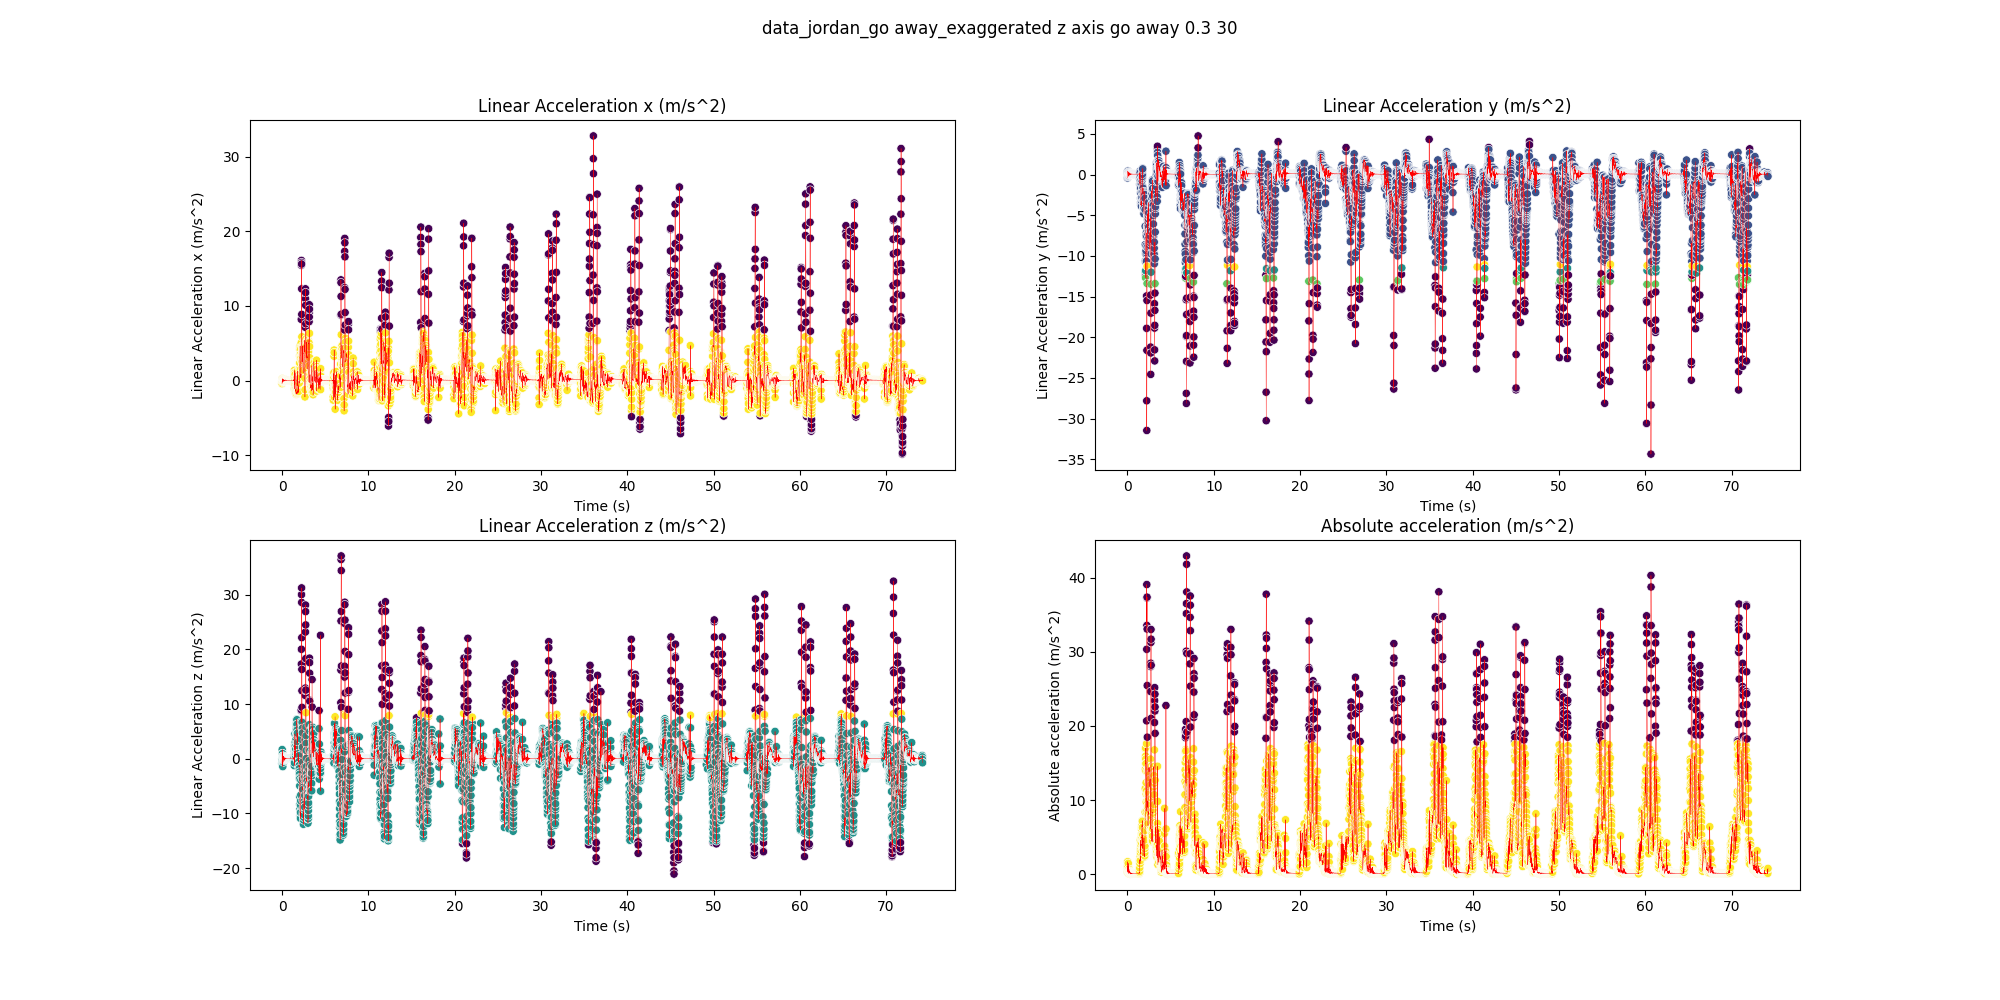 data_jordan_go away_exaggerated z axis go away 0.3 30
Linear Acceleration x (m/s^2)
Linear Acceleration x (m/s^2)
30
20
10
0
−10
0 10 20 30 40 50 60 70
Time (s)
Linear Acceleration y (m/s^2)
Linear Acceleration y (m/s^2)
5
0
−5
−10
−15
−20
−25
−30
−35
0 10 20 30 40 50 60 70
Time (s)
Linear Acceleration z (m/s^2)
Linear Acceleration z (m/s^2)
30
20
10
0
−10
−20
0 10 20 30 40 50 60 70
Time (s)
Absolute acceleration (m/s^2)
Absolute acceleration (m/s^2)
40
30
20
10
0
0 10 20 30 40 50 60 70
Time (s)